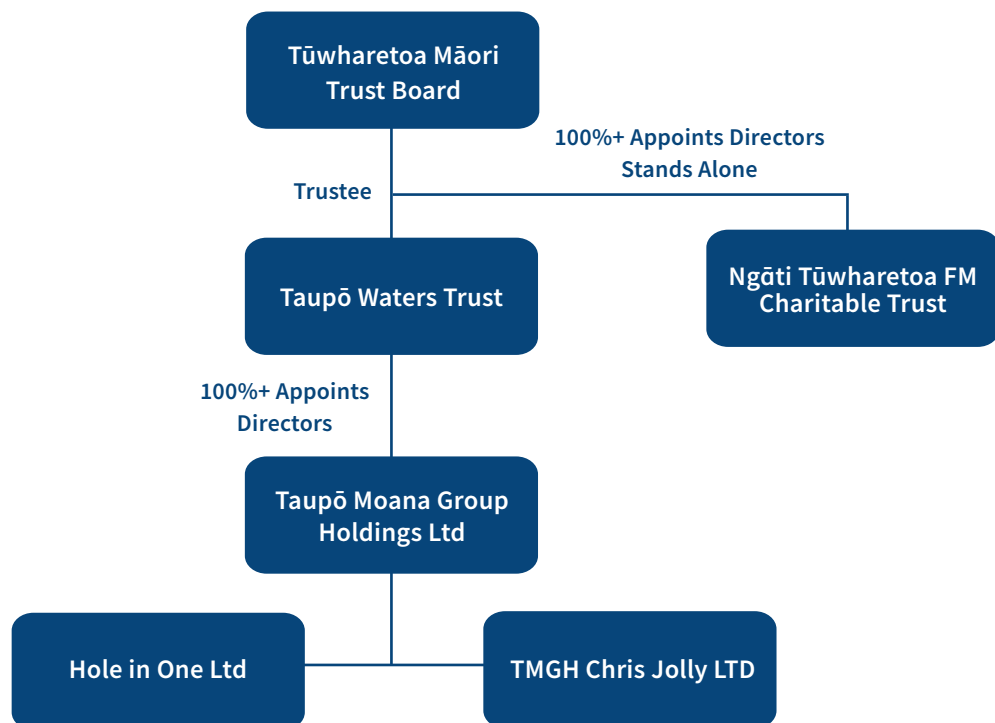 Tūwharetoa Māori
Trust Board
100%+ Appoints Directors
Stands Alone
Trustee
Taupō Waters Trust
Ngāti Tūwharetoa FM
Charitable Trust
100%+ Appoints
Directors
Taupō Moana Group
Holdings Ltd
Hole in One Ltd
TMGH Chris Jolly LTD